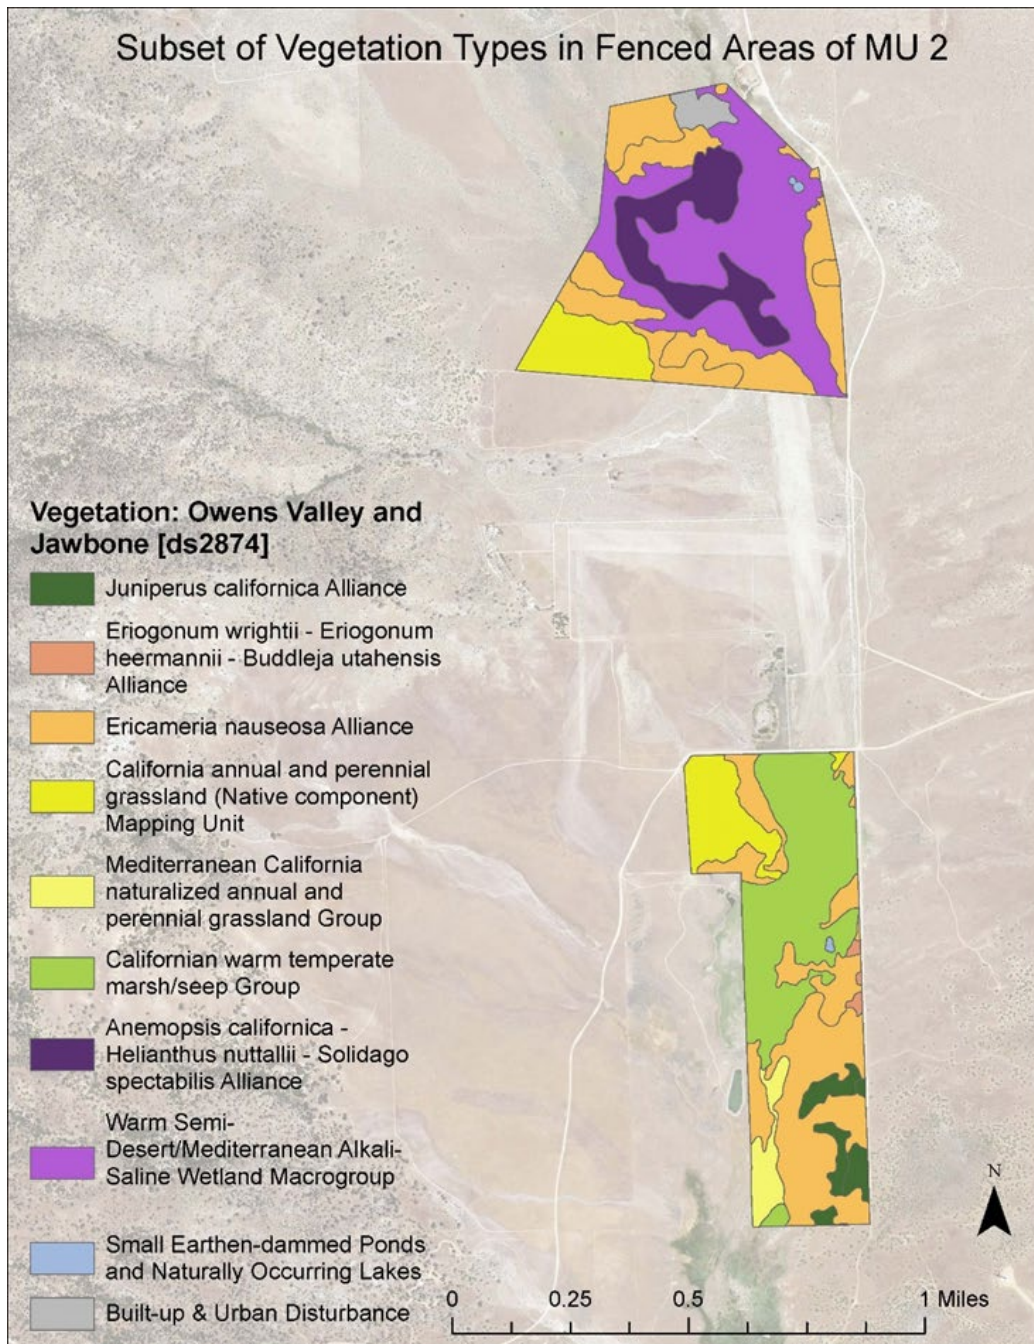 Subset of Vegetation Types in Fenced Areas of MU 2
Vegetation: Owens Valley and
Jawbone [ds2874]
Juniperus californica Alliance
Eriogonum wrightii - Eriogonum
heermannii - Buddleja utahensis
Alliance
Ericameria nauseosa Alliance
California annual and perennial
grassland (Native component)
Mapping Unit
Mediterranean California
naturalized annual and
perennial grassland Group
Californian warm temperate
marsh/seep Group
Anemopsis californica -
Helianthus nuttallii - Solidago
spectabilis Alliance
Warm Semi-
Desert/Mediterranean Alkali-
Saline Wetland Macrogroup
Small Earthen-dammed Ponds
and Naturally Occurring Lakes
Built-up & Urban Disturbance
N
0 0.25 0.5 1 Miles